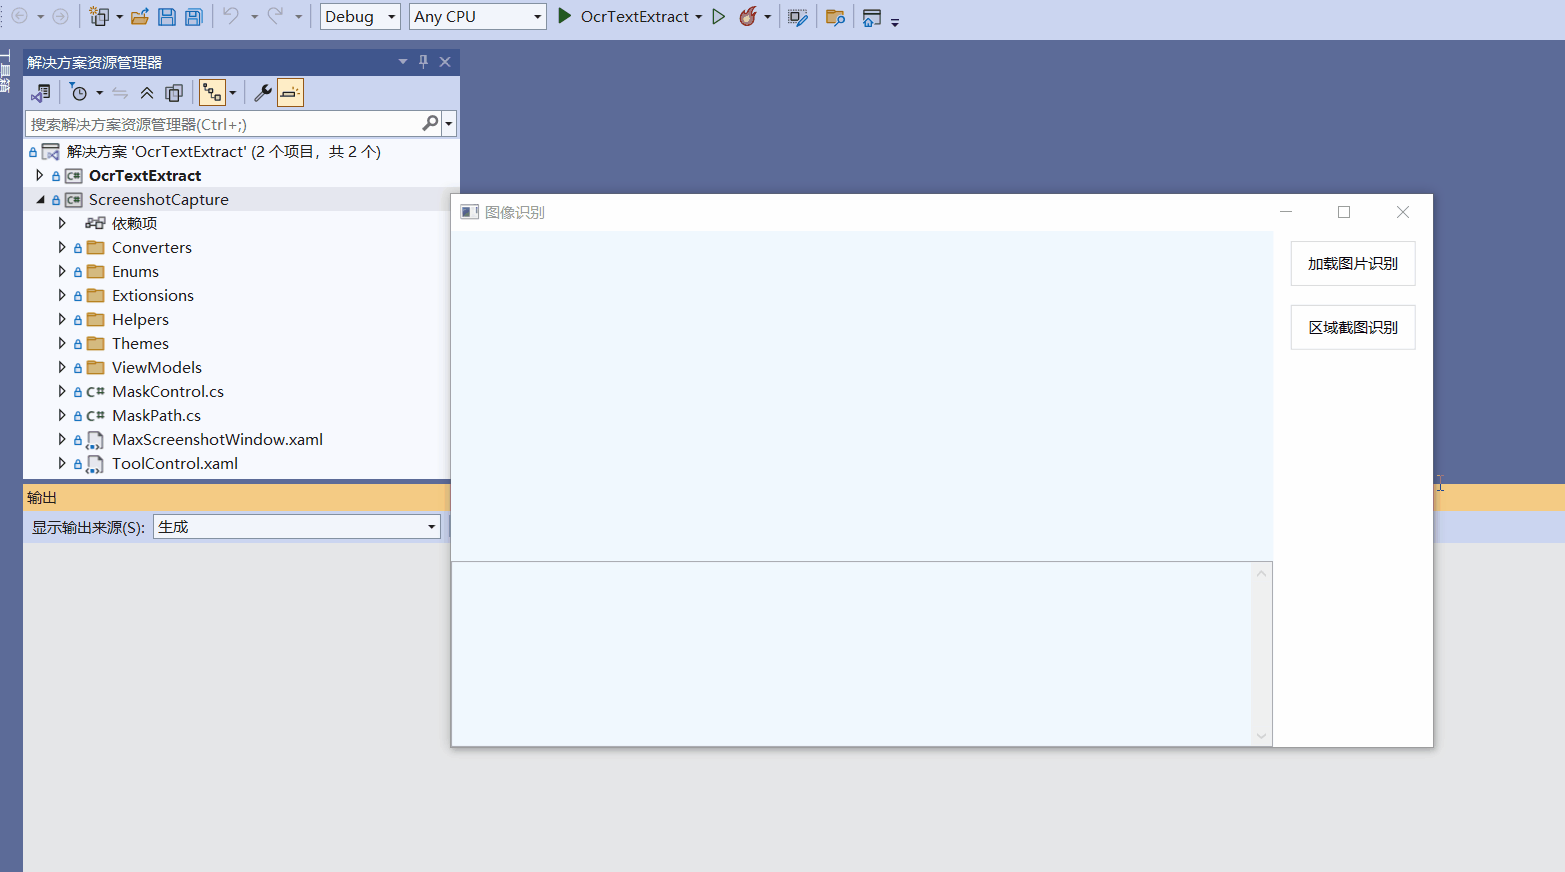 Debug
Any CPU
OcrTextExtract
工具箱
解决方案资源管理器
搜索解决方案资源管理器(Ctrl+;)
解决方案 'OcrTextExtract' (2 个项目，共 2 个)
C# OcrTextExtract
C# ScreenshotCapture
依赖项
Converters
Enums
Extionsions
Helpers
Themes
ViewModels
C# MaskControl.cs
C# MaskPath.cs
MaxScreenshotWindow.xaml
ToolControl.xaml
输出
显示输出来源(S):
生成
图像识别
加载图片识别
区域截图识别